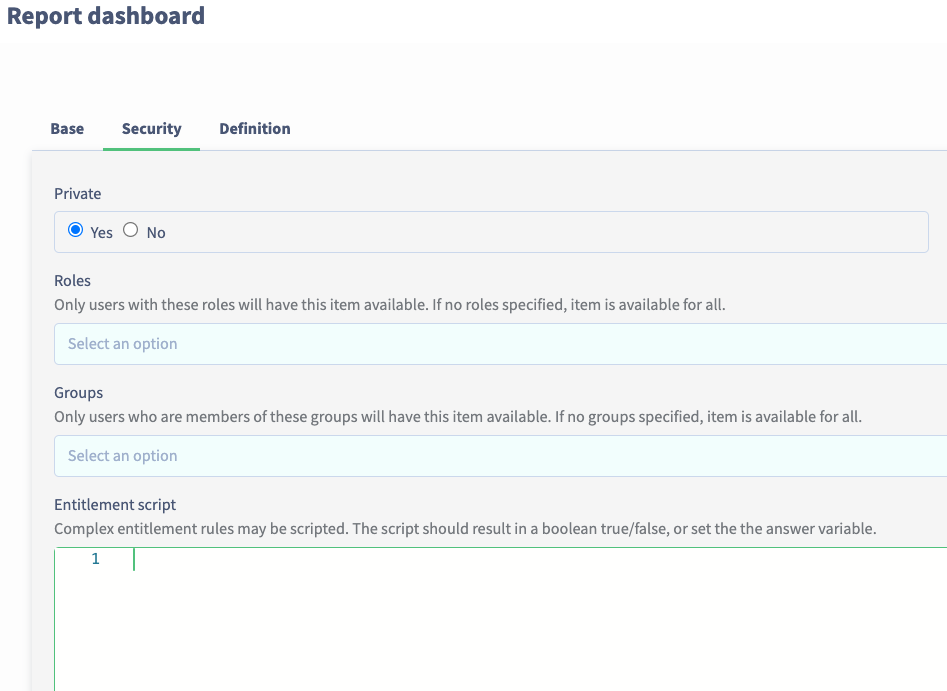 Report dashboard
Base Security Definition
Private
Yes No
Roles
Only users with these roles will have this item available. If no roles specified, item is available for all.
Select an option
Groups
Only users who are members of these groups will have this item available. If no groups specified, item is available for all.
Select an option
Entitlement script
Complex entitlement rules may be scripted. The script should result in a boolean true/false, or set the the answer variable.
1